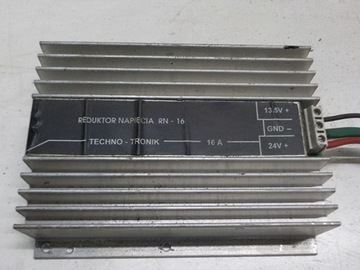 REDUKTOR NAPIĘCIA RN - 16
TECHNO - TRONIK 16 A
13.5V +
GND −
24V +